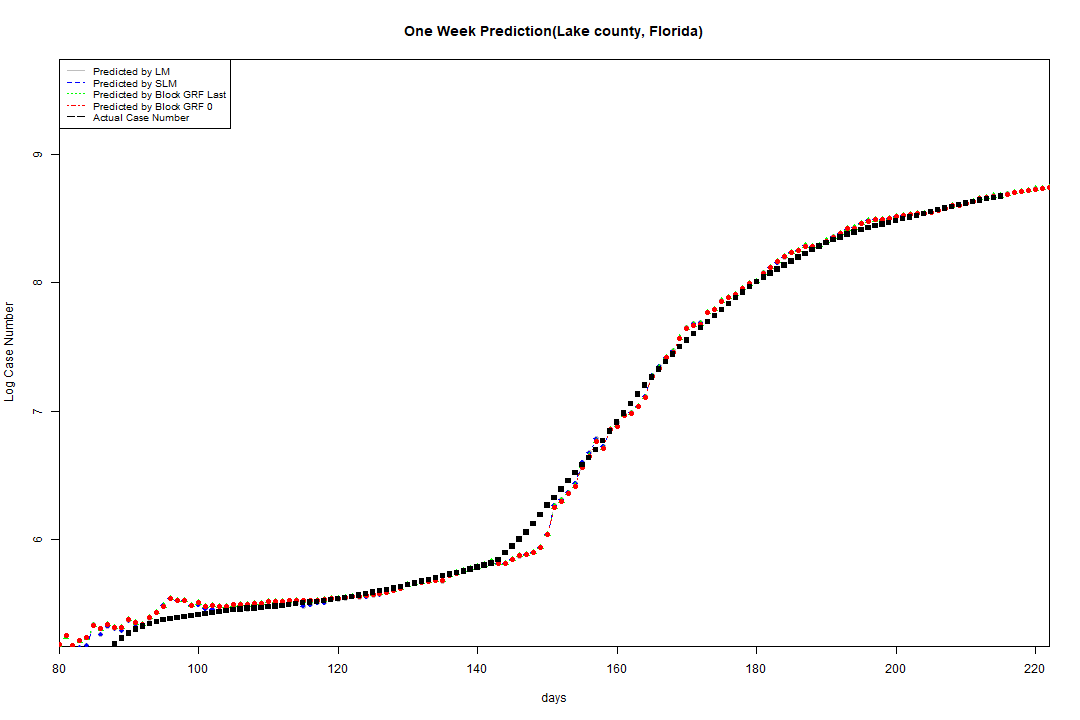 One Week Prediction(Lake county, Florida)
Predicted by LM
Predicted by SLM
Predicted by Block GRF Last
Predicted by Block GRF 0
Actual Case Number
9
8
7
6
Log Case Number
80 100 120 140 160 180 200 220
days